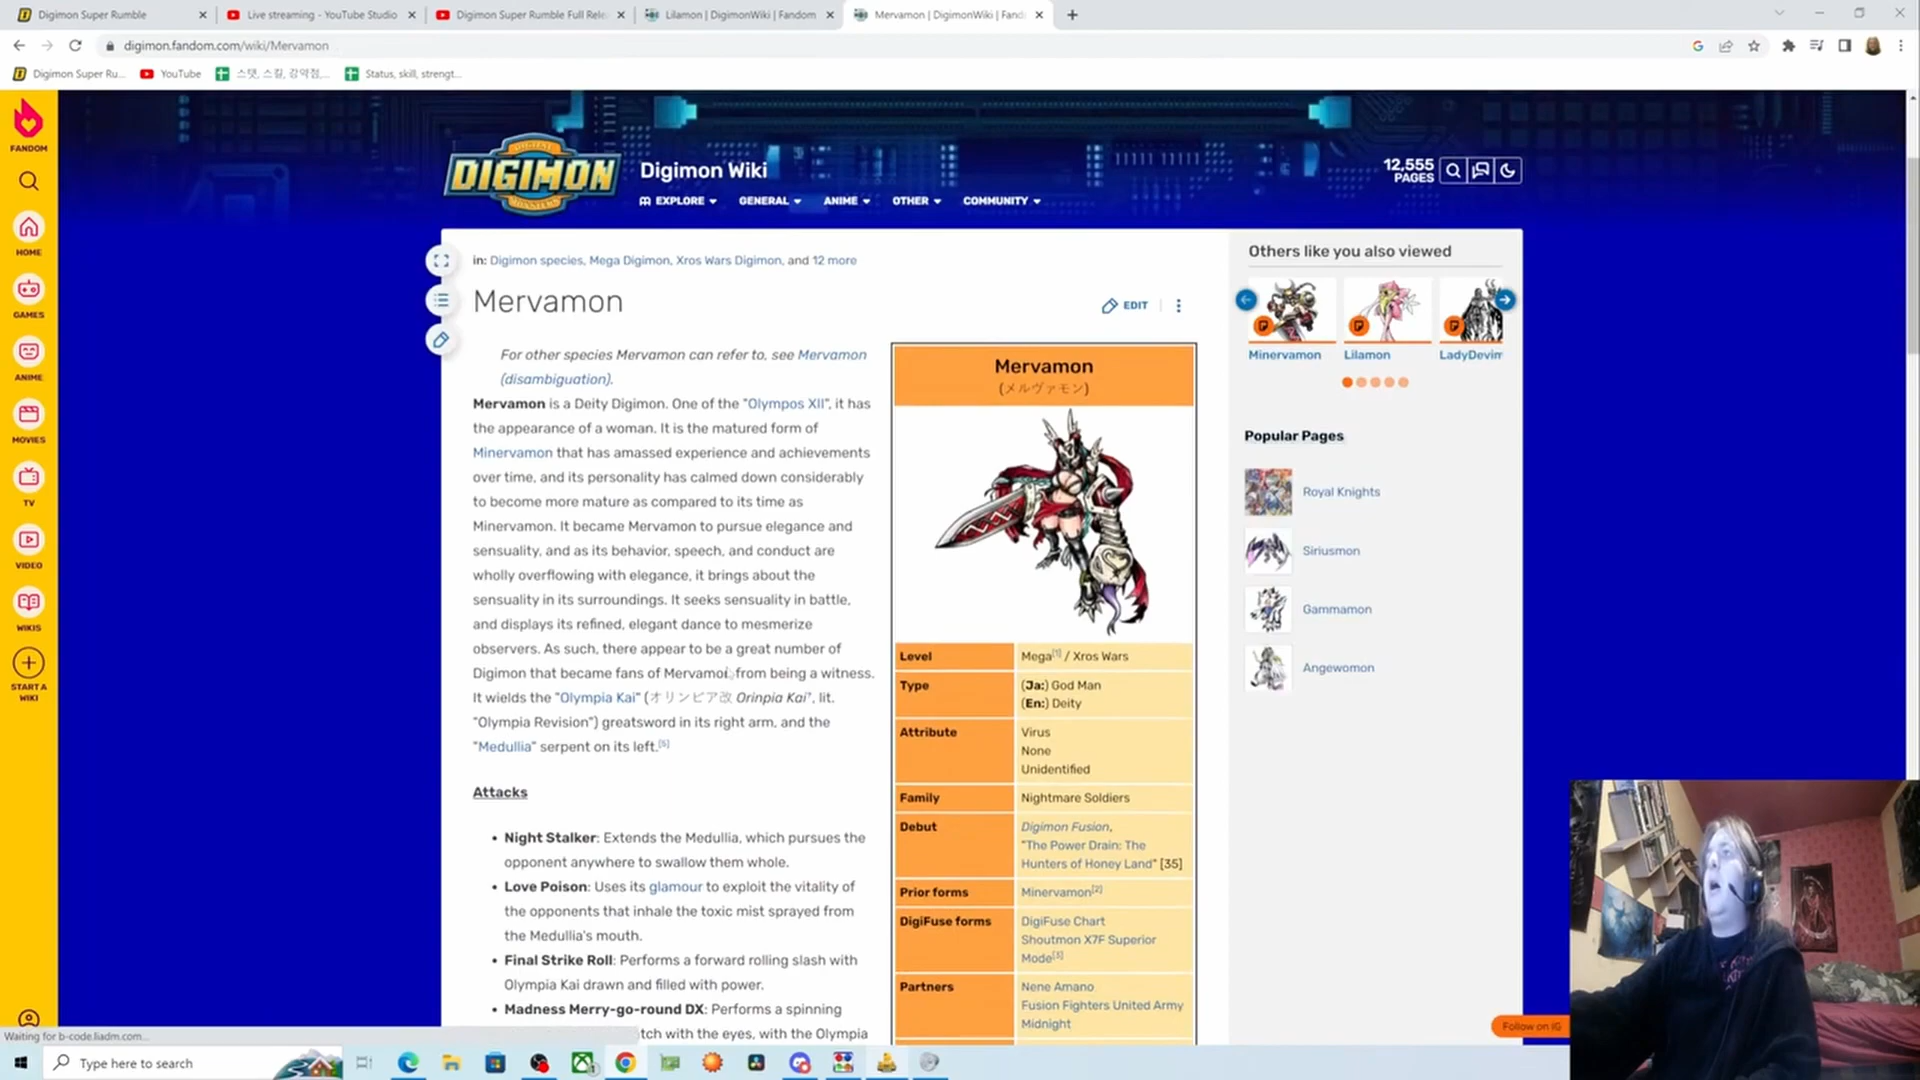 Digimon Super Rumble
Live streaming - YouTube Studio
Digimon Super Rumble Full Rele
Lilamon | DigimonWiki | Fandom
Mervamon | DigimonWiki | Fand
digimon.fandom.com/wiki/Mervamon
Digimon Super Ru...
YouTube
스탯, 스킬, 강약점,...
Status, skill, strengt...
FANDOM
HOME
GAMES
ANIME
MOVIES
TV
VIDEO
WIKIS
START A
WIKI
DIGITAL
DIGIMON
MONSTERS
Digimon Wiki
EXPLORE
GENERAL
ANIME
OTHER
COMMUNITY
12,555
PAGES
in: Digimon species, Mega Digimon, Xros Wars Digimon, and 12 more
Mervamon
EDIT
For other species Mervamon can refer to, see Mervamon
(disambiguation).
Mervamon is a Deity Digimon. One of the "Olympos XII", it has
the appearance of a woman. It is the matured form of
Minervamon that has amassed experience and achievements
over time, and its personality has calmed down considerably
to become more mature as compared to its time as
Minervamon. It became Mervamon to pursue elegance and
sensuality, and as its behavior, speech, and conduct are
wholly overflowing with elegance, it brings about the
sensuality in its surroundings. It seeks sensuality in battle,
and displays its refined, elegant dance to mesmerize
observers. As such, there appear to be a great number of
Digimon that became fans of Mervamon from being a witness.
It wields the "Olympia Kai" (オリンピア改 Orinpia Kai?, lit.
"Olympia Revision") greatsword in its right arm, and the
"Medullia" serpent on its left.[5]
Attacks
• Night Stalker: Extends the Medullia, which pursues the
opponent anywhere to swallow them whole.
• Love Poison: Uses its glamour to exploit the vitality of
the opponents that inhale the toxic mist sprayed from
the Medullia's mouth.
• Final Strike Roll: Performs a forward rolling slash with
Olympia Kai drawn and filled with power.
• Madness Merry-go-round DX: Performs a spinning
tch with the eyes, with the Olympia
Mervamon
(メルヴァモン)
Level
Mega[1] / Xros Wars
Type
(Ja:) God Man
(En:) Deity
Attribute
Virus
None
Unidentified
Family
Nightmare Soldiers
Debut
Digimon Fusion,
"The Power Drain: The
Hunters of Honey Land" [35]
Prior forms
Minervamon[2]
DigiFuse forms
DigiFuse Chart
Shoutmon X7F Superior
Mode[3]
Partners
Nene Amano
Fusion Fighters United Army
Midnight
Others like you also viewed
Minervamon
Lilamon
LadyDevim
Popular Pages
Royal Knights
Siriusmon
Gammamon
Angewomon
Follow on IG
Waiting for b-code.liadm.com...
Type here to search